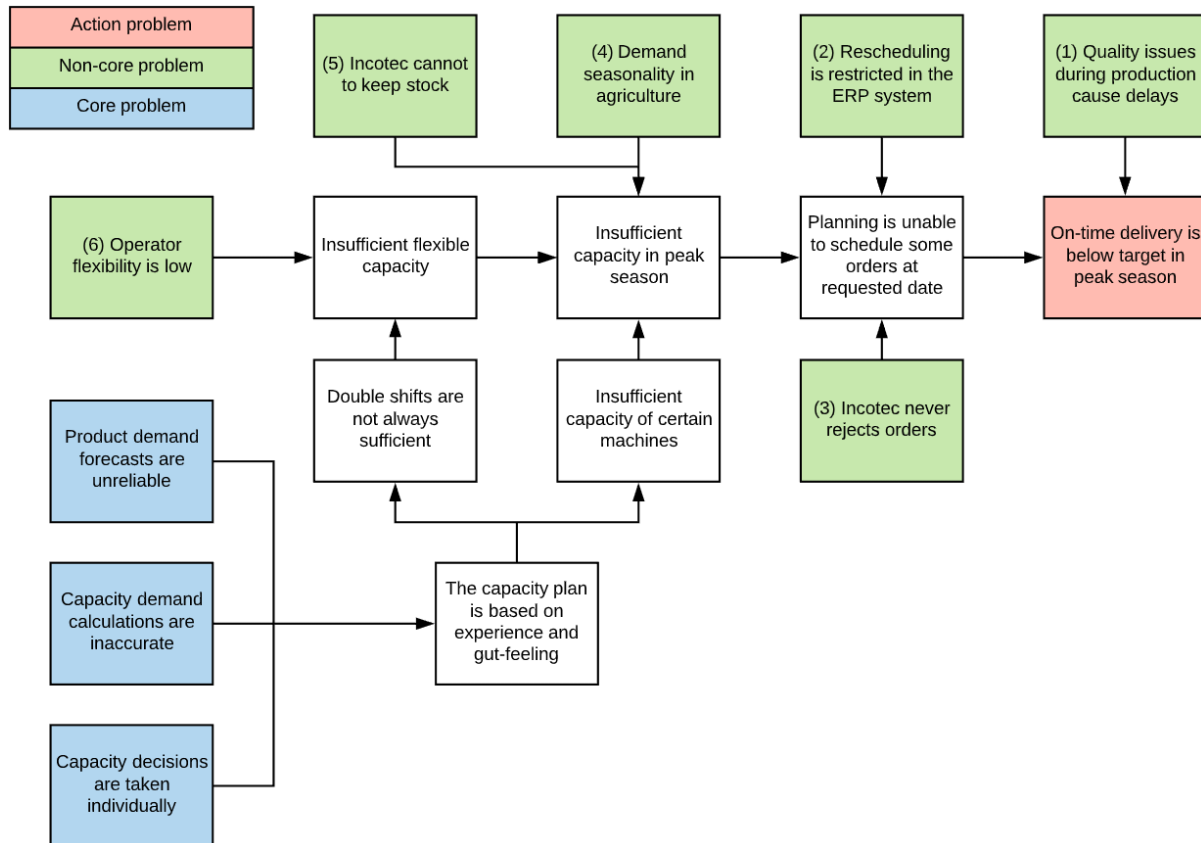 Action problem
Non-core problem
Core problem
(5) Incotec cannot
to keep stock
(4) Demand
seasonality in
agriculture
(2) Rescheduling
is restricted in the
ERP system
(1) Quality issues
during production
cause delays
(6) Operator
flexibility is low
Insufficient flexible
capacity
Insufficient
capacity in peak
season
Planning is unable
to schedule some
orders at
requested date
On-time delivery is
below target in
peak season
Product demand
forecasts are
unreliable
Double shifts are
not always
sufficient
Insufficient
capacity of certain
machines
(3) Incotec never
rejects orders
Capacity demand
calculations are
inaccurate
The capacity plan
is based on
experience and
gut-feeling
Capacity decisions
are taken
individually